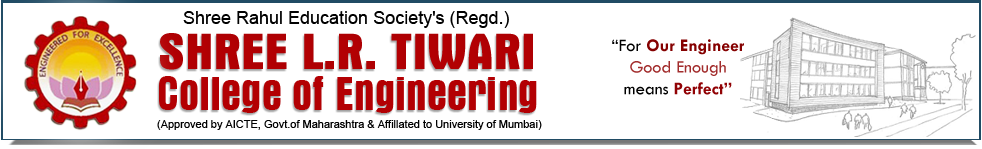 ENGINEERED FOR EXCELLENCE
Shree Rahul Education Society's (Regd.)
SHREE L.R. TIWARI
College of Engineering
(Approved by AICTE, Govt.of Maharashtra & Affillated to University of Mumbai)
“For Our Engineer
Good Enough
means Perfect”